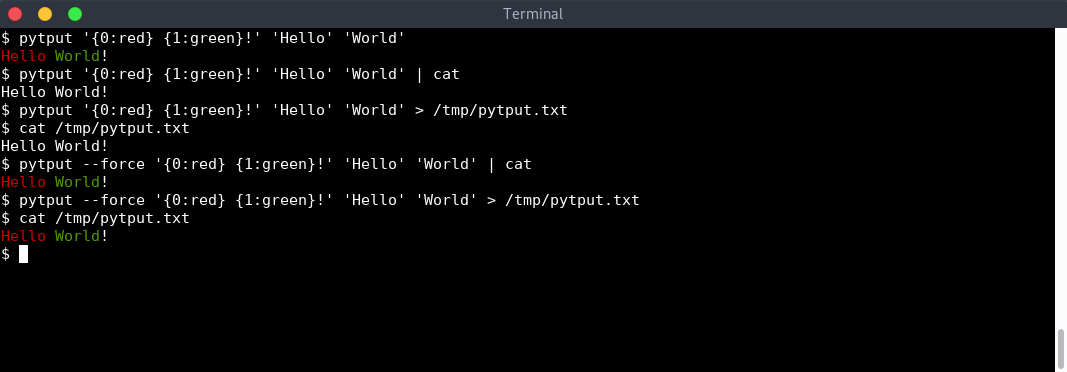 Terminal
$ pytput '{0:red} {1:green}!' 'Hello' 'World'
Hello World!
$ pytput '{0:red} {1:green}!' 'Hello' 'World' | cat
Hello World!
$ pytput '{0:red} {1:green}!' 'Hello' 'World' > /tmp/pytput.txt
$ cat /tmp/pytput.txt
Hello World!
$ pytput --force '{0:red} {1:green}!' 'Hello' 'World' | cat
Hello World!
$ pytput --force '{0:red} {1:green}!' 'Hello' 'World' > /tmp/pytput.txt
$ cat /tmp/pytput.txt
Hello World!
$